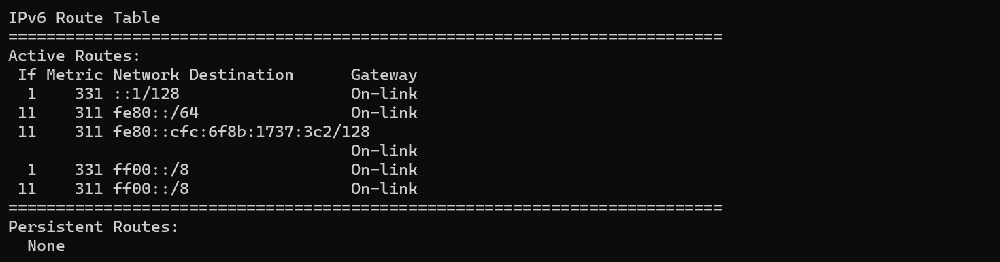 IPv6 Route Table
===========================================================================
Active Routes:
 If Metric Network Destination      Gateway
  1    331 ::1/128                  On-link
 11    311 fe80::/64                On-link
 11    311 fe80::cfc:6f8b:1737:3c2/128
                                    On-link
  1    331 ff00::/8                 On-link
 11    311 ff00::/8                 On-link
===========================================================================
Persistent Routes:
  None